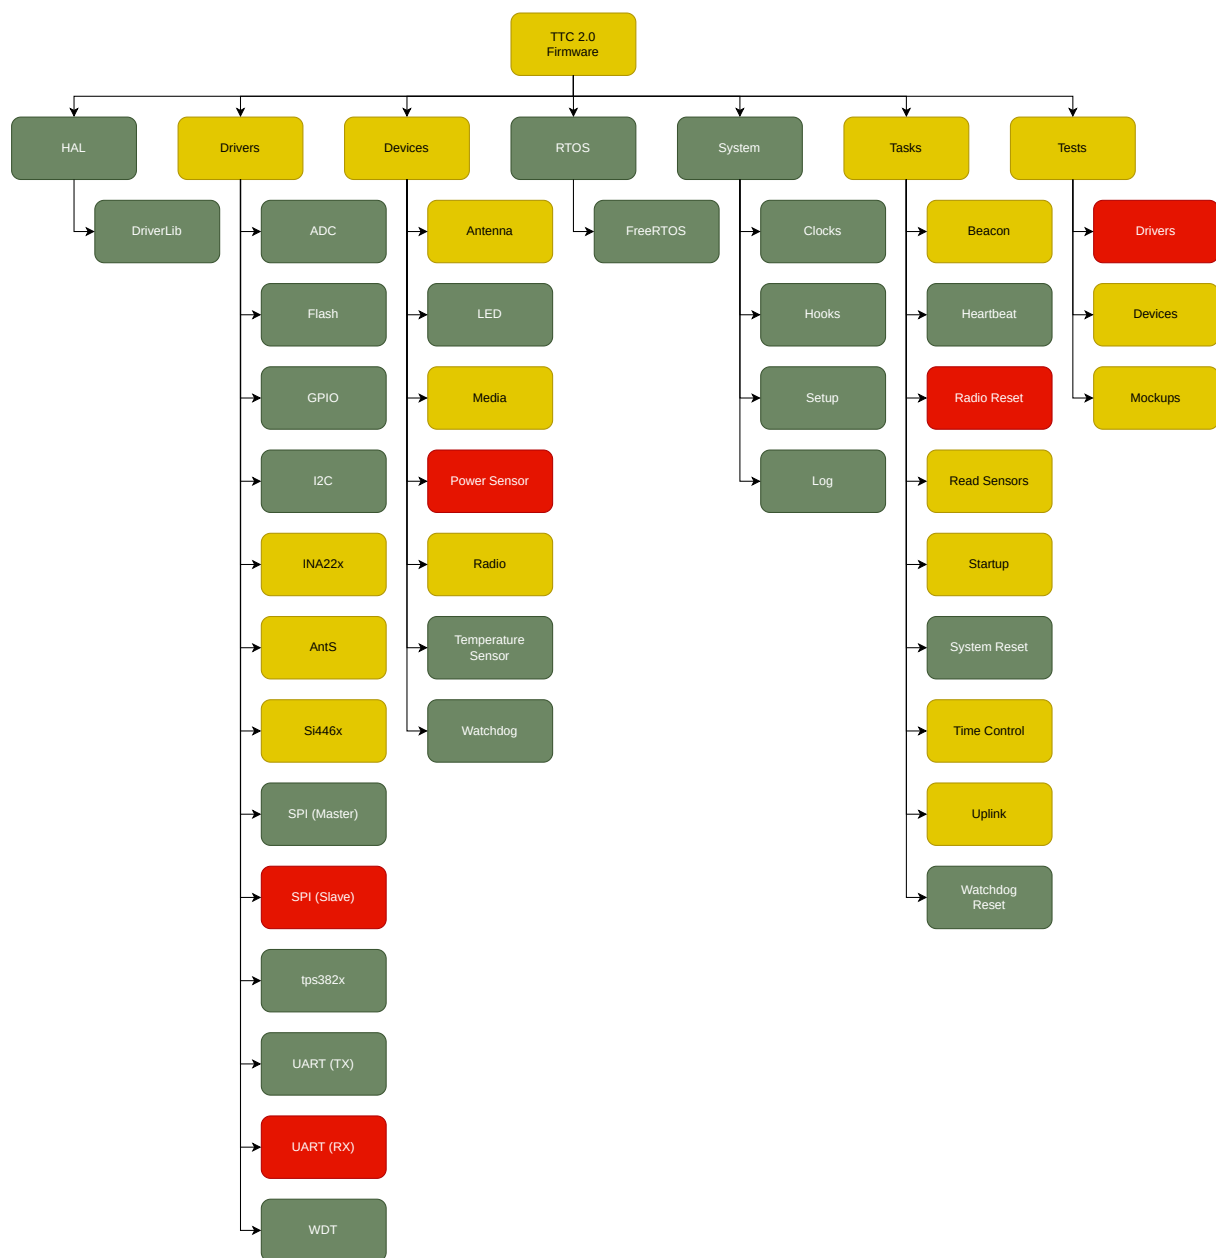 TTC 2.0
Firmware
HAL
Drivers
Devices
RTOS
System
Tasks
Tests
DriverLib
ADC
Antenna
FreeRTOS
Clocks
Beacon
Drivers
Flash
LED
Hooks
Heartbeat
Devices
GPIO
Media
Setup
Radio Reset
Mockups
I2C
Power Sensor
Log
Read Sensors
INA22x
Radio
Startup
AntS
Temperature
Sensor
System Reset
Si446x
Watchdog
Time Control
SPI (Master)
Uplink
SPI (Slave)
Watchdog
Reset
tps382x
UART (TX)
UART (RX)
WDT